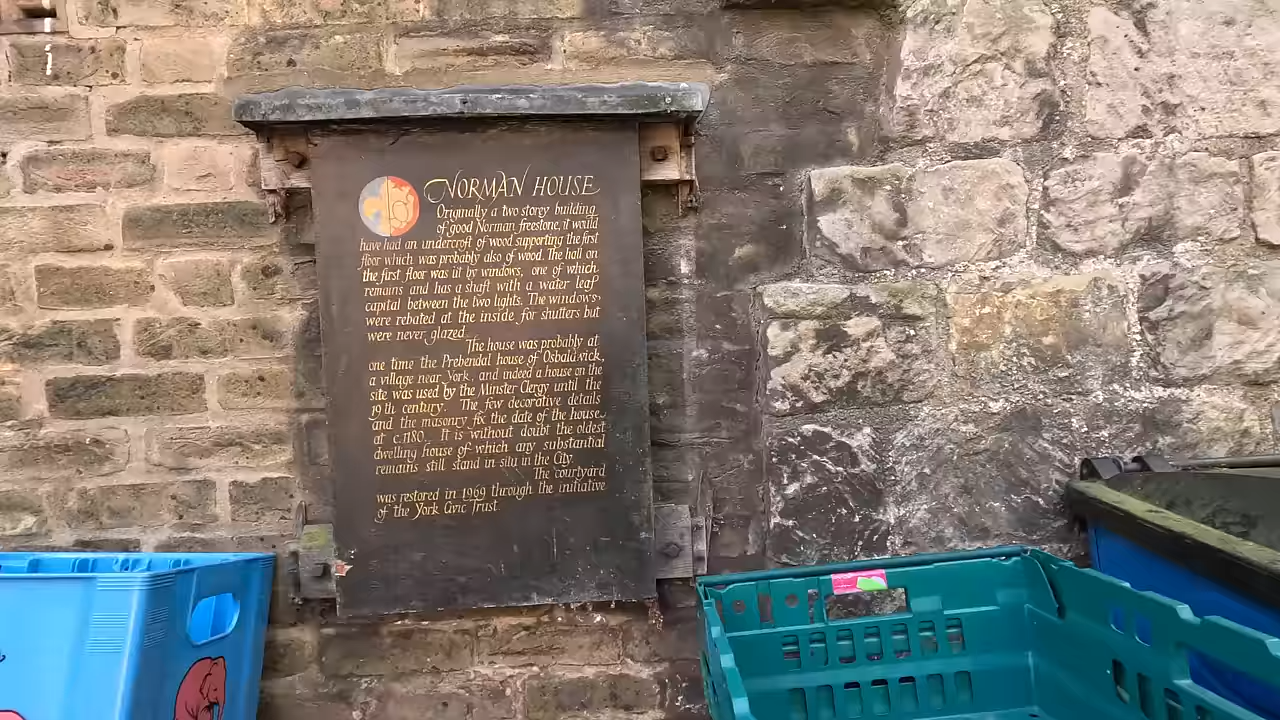 NORMAN HOUSE
Originally a two storey building
of good Norman freestone, it would
have had an undercroft of wood supporting the first
floor which was probably also of wood. The hall on
the first floor was lit by windows, one of which
remains and has a shaft with a water leaf
capital between the two lights. The windows
were rebated at the inside for shutters but
were never glazed.
The house was probably at
one time the Prebendal house of Osbaldwick,
a village near York, and indeed a house on the
site was used by the Minster Clergy until the
19th century. The few decorative details
and the masonry fix the date of the house
at c.1180. It is without doubt the oldest
dwelling house of which any substantial
remains still stand in situ in the City.
The courtyard
was restored in 1969 through the initiative
of the York Civic Trust.